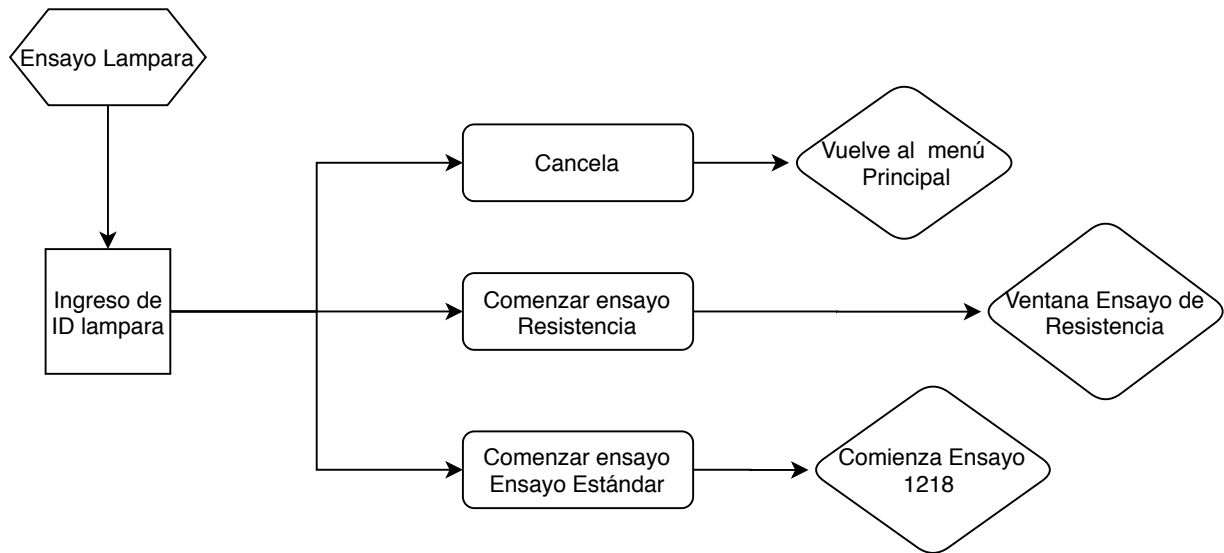 Ensayo Lampara
Cancela
Vuelve al menú
Principal
Ingreso de
ID lampara
Comenzar ensayo
Resistencia
Ventana Ensayo de
Resistencia
Comenzar ensayo
Ensayo Estándar
Comienza Ensayo
1218